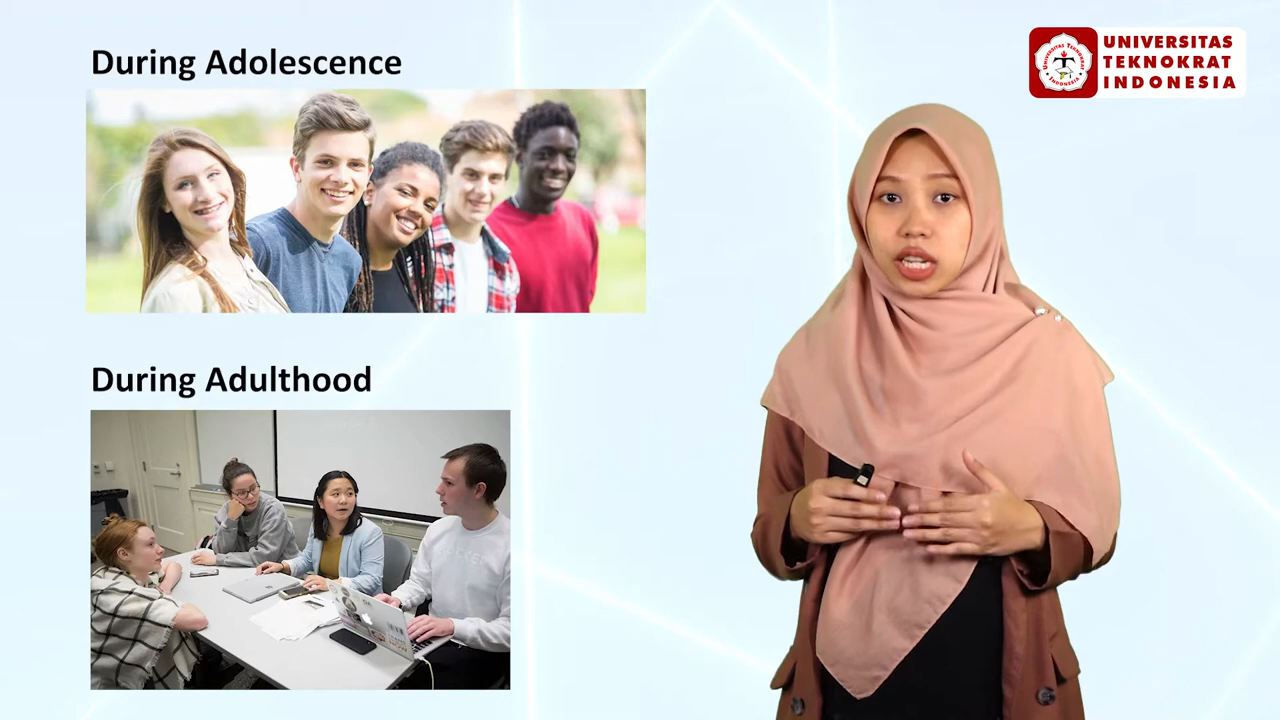 During Adolescence
UNIVERSITAS
TEKNOKRAT
INDONESIA
During Adulthood